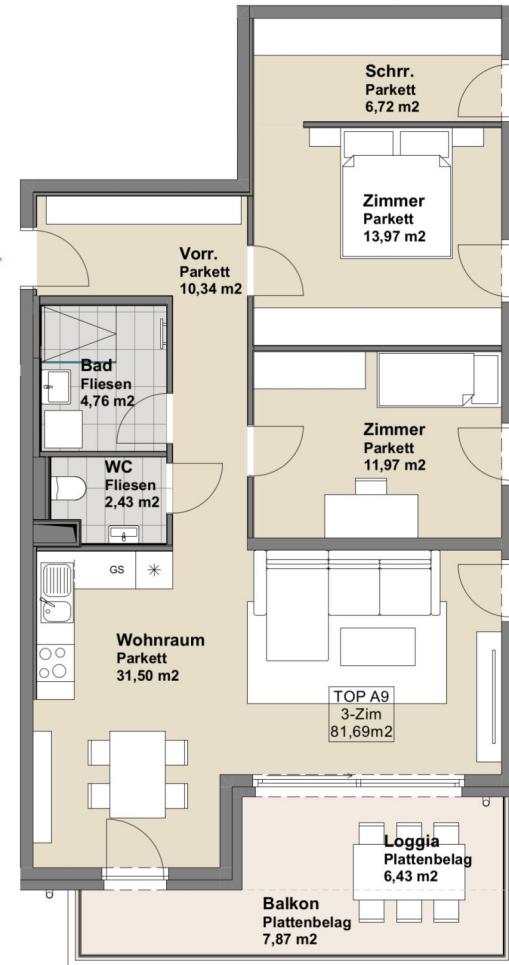 Schrr.
Parkett
6,72 m2
Zimmer
Parkett
13,97 m2
Vorr.
Parkett
10,34 m2
Bad
Fliesen
4,76 m2
Zimmer
Parkett
11,97 m2
WC
Fliesen
2,43 m2
GS
Wohnraum
Parkett
31,50 m2
TOP A9
3-Zim
81,69m2
Loggia
Plattenbelag
6,43 m2
Balkon
Plattenbelag
7,87 m2